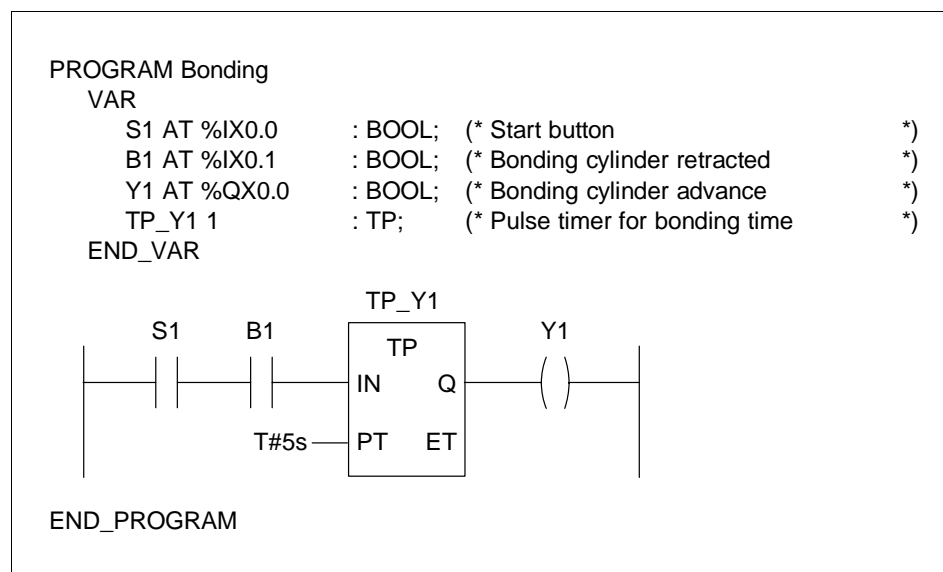 PROGRAM Bonding
VAR
S1 AT %IX0.0 : BOOL; (* Start button *)
B1 AT %IX0.1 : BOOL; (* Bonding cylinder retracted *)
Y1 AT %QX0.0 : BOOL; (* Bonding cylinder advance *)
TP_Y1 1 : TP; (* Pulse timer for bonding time *)
END_VAR
TP_Y1
S1 B1 TP Y1
IN Q
T#5s PT ET
END_PROGRAM